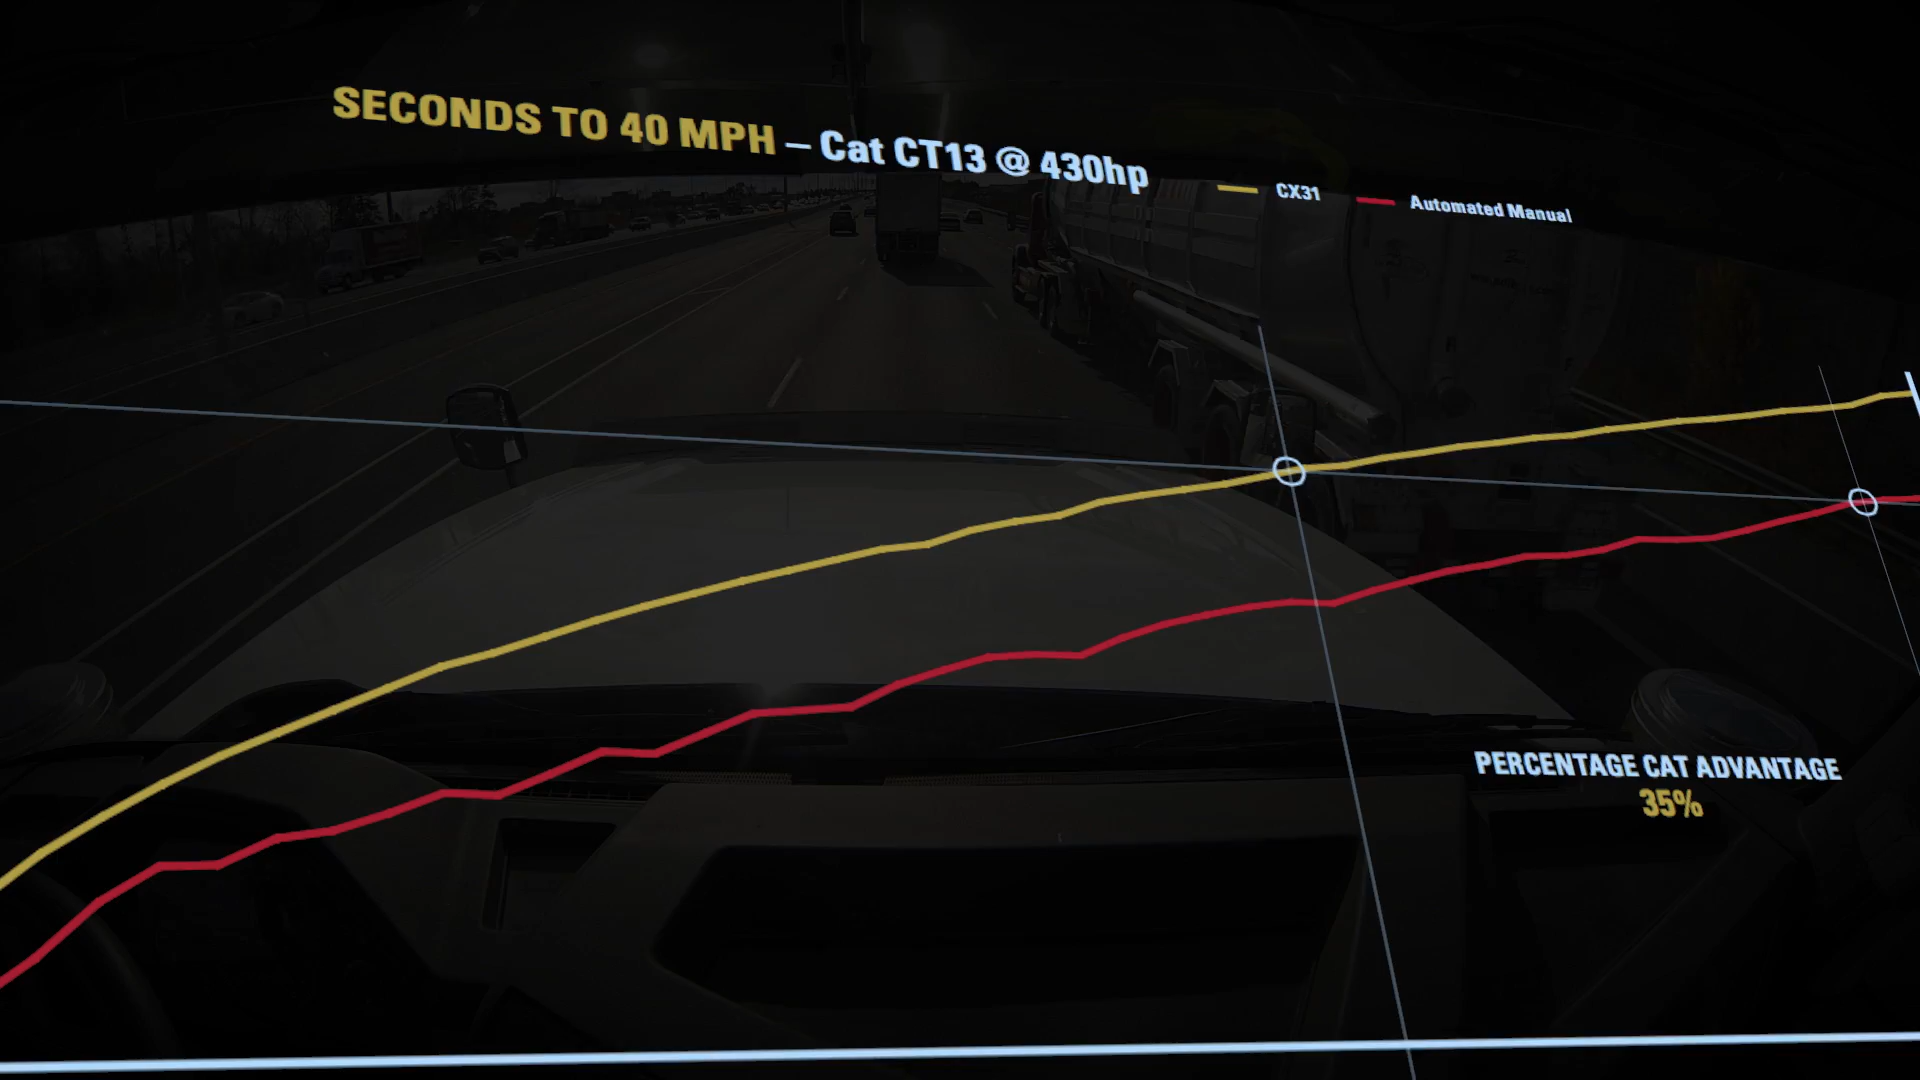 SECONDS TO 40 MPH – Cat CT13 @ 430hp
CX31
Automated Manual
PERCENTAGE CAT ADVANTAGE
35%